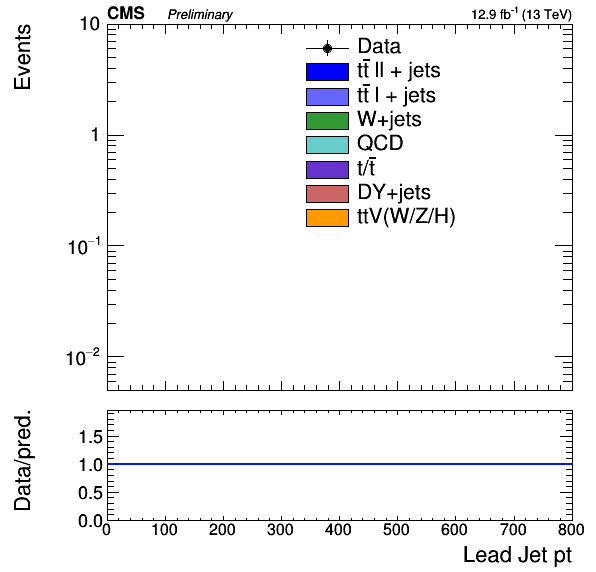 CMS Preliminary 12.9 fb⁻¹ (13 TeV)
Events
10
1
10⁻¹
10⁻²
Data
tt̄ ll + jets
tt̄ l + jets
W+jets
QCD
t/t̄
DY+jets
ttV(W/Z/H)
Data/pred.
1.5
1.0
0.5
0.0
0 100 200 300 400 500 600 700 800
Lead Jet pt